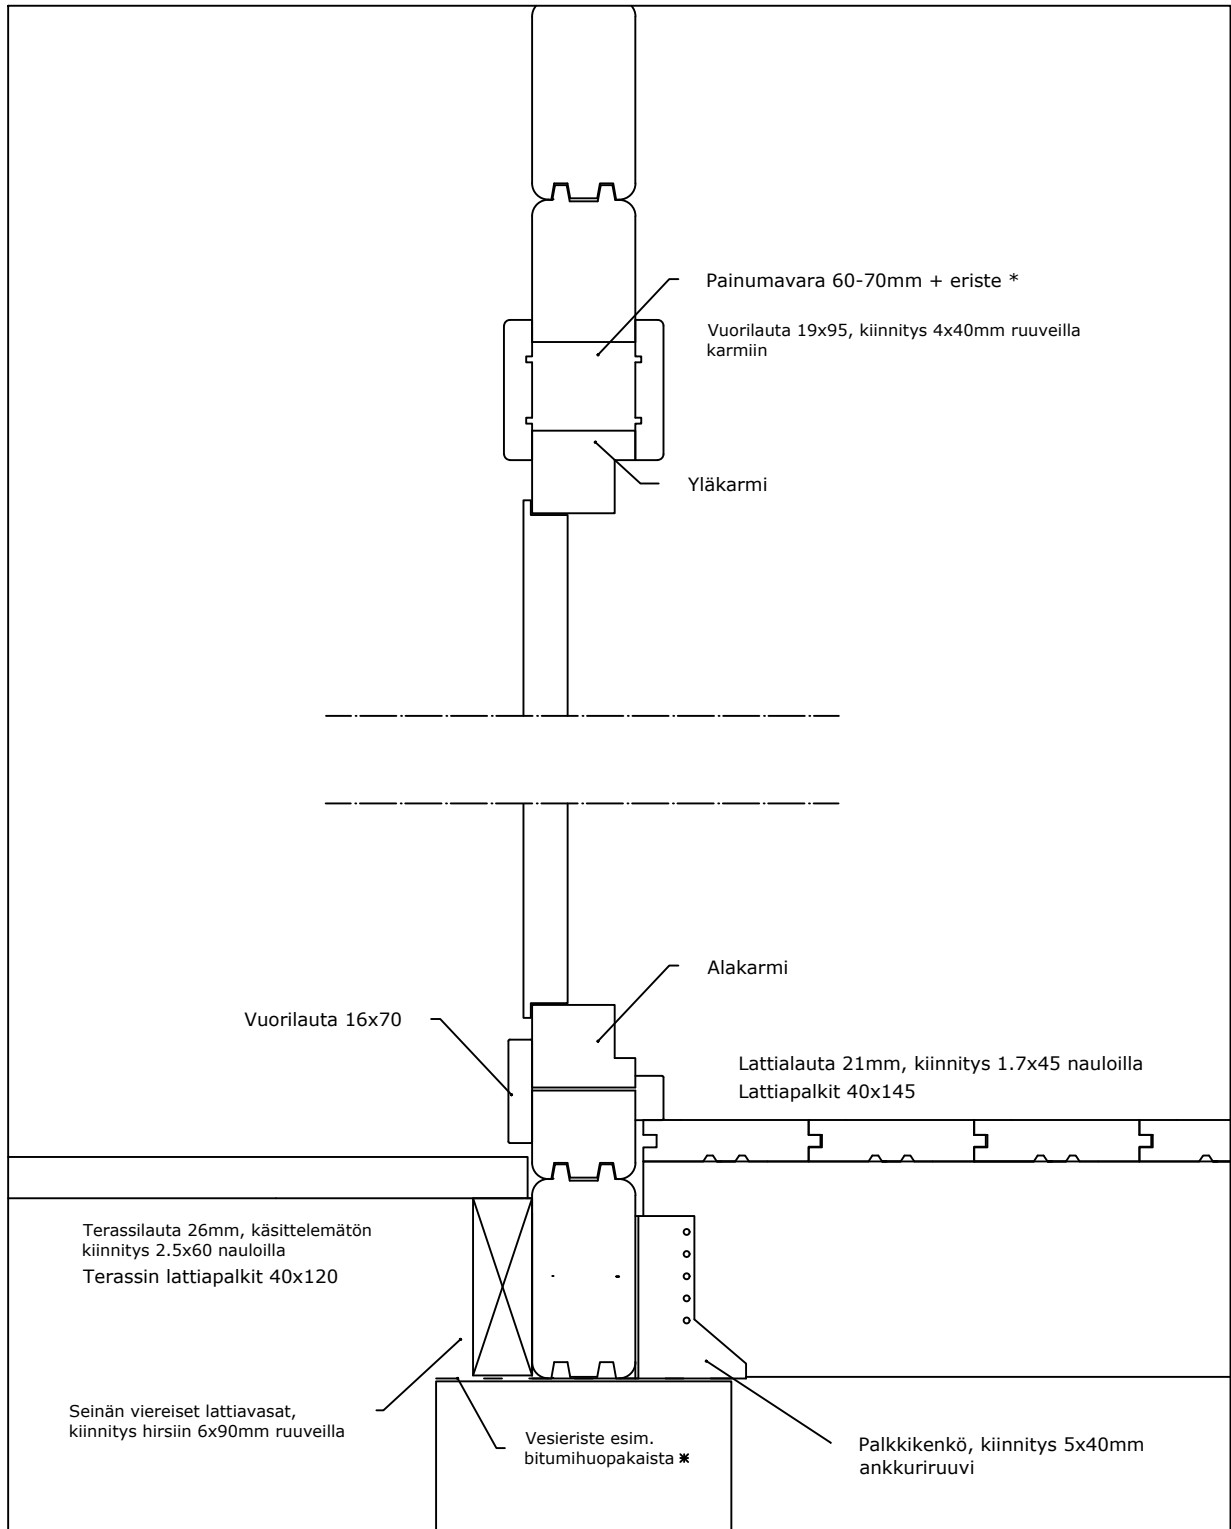 Painumavara 60-70mm + eriste *
Vuorilauta 19x95, kiinnitys 4x40mm ruuveilla
karmiin
Yläkarmi
Alakarmi
Vuorilauta 16x70
Lattialauta 21mm, kiinnitys 1.7x45 nauloilla
Lattiapalkit 40x145
Terassilauta 26mm, käsittelemätön
kiinnitys 2.5x60 nauloilla
Terassin lattiapalkit 40x120
Seinän viereiset lattiavasat,
kiinnitys hirsiin 6x90mm ruuveilla
Vesieriste esim.
bitumihuopakaista *
Palkkikenkö, kiinnitys 5x40mm
ankkuriruuvi